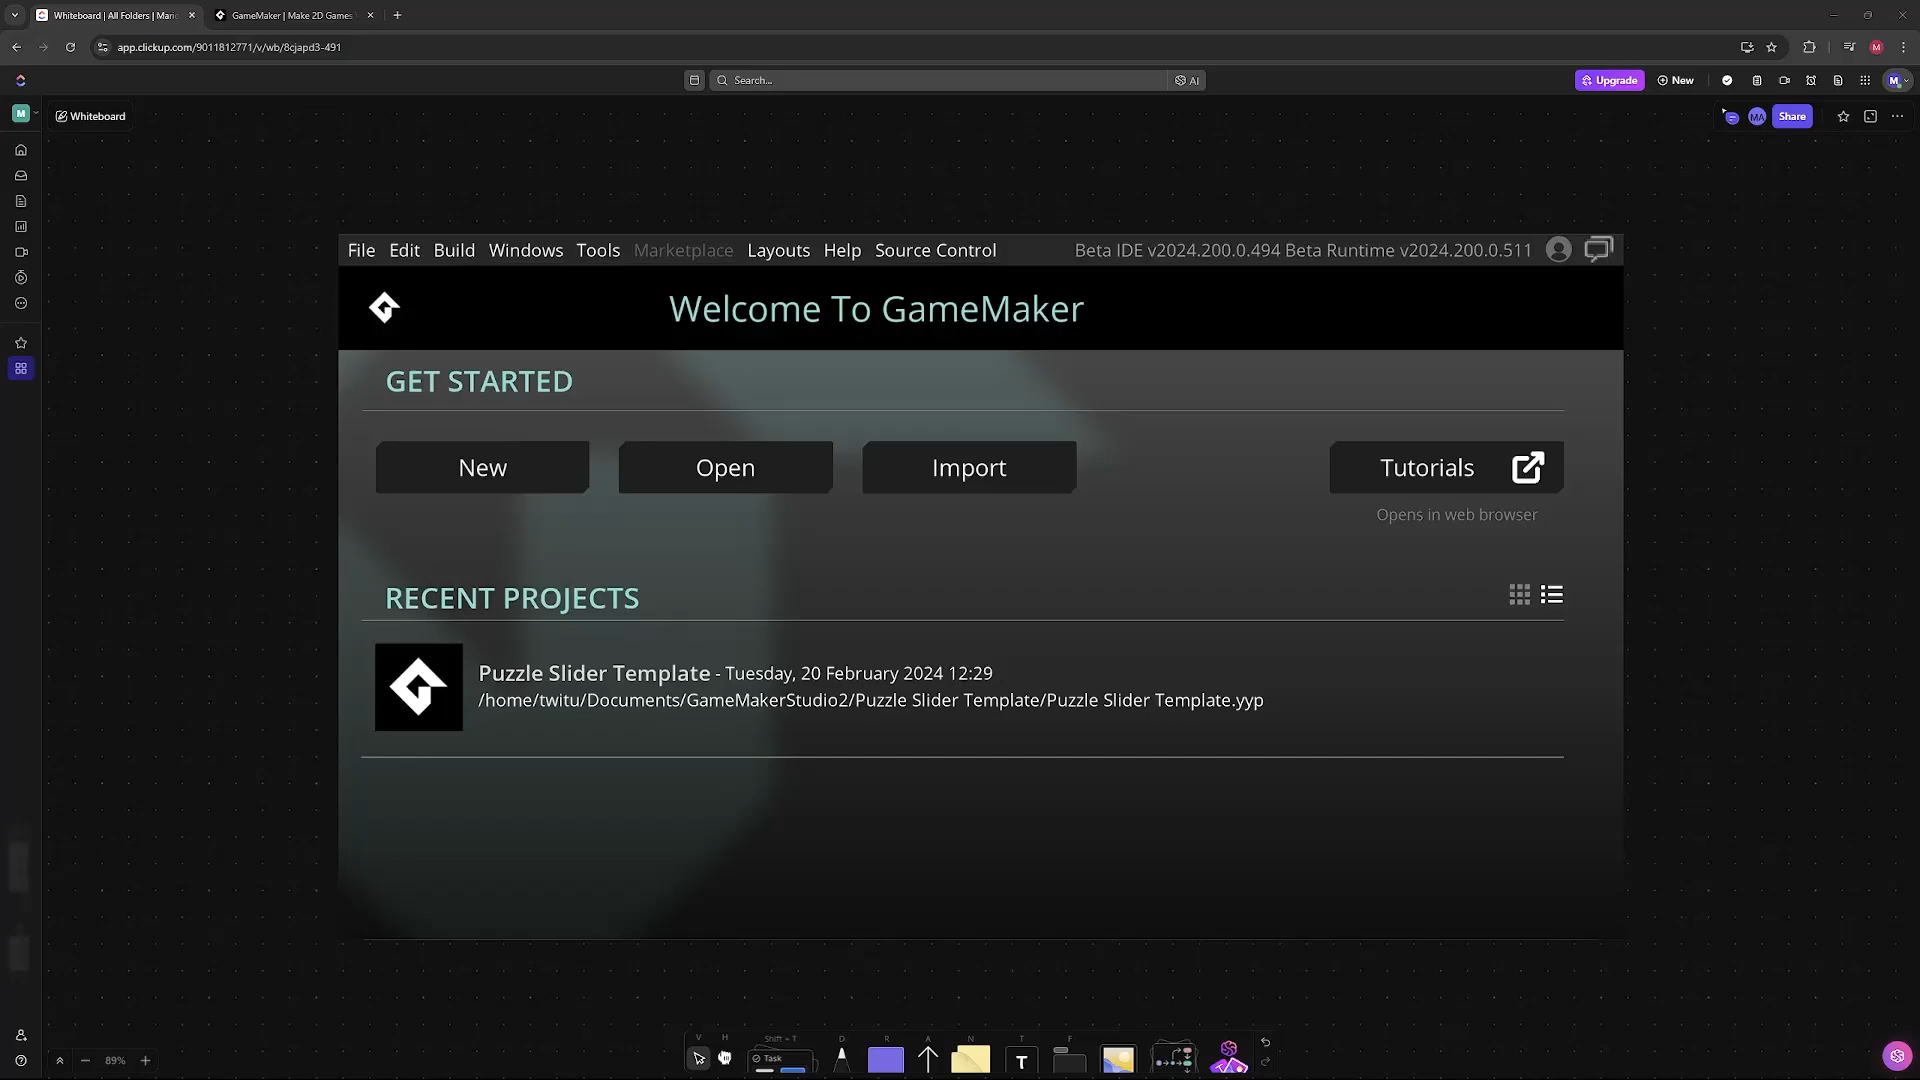 Whiteboard | All Folders | Mari
GameMaker | Make 2D Games
app.clickup.com/9011812771/v/wb/8cjapd3-491
M
Search...
AI
Upgrade
New
M
M
Whiteboard
MA
Share
File Edit Build Windows Tools Marketplace Layouts Help Source Control
Beta IDE v2024.200.0.494 Beta Runtime v2024.200.0.511
Welcome To GameMaker
GET STARTED
New
Open
Import
Tutorials
Opens in web browser
RECENT PROJECTS
Puzzle Slider Template - Tuesday, 20 February 2024 12:29
/home/twitu/Documents/GameMakerStudio2/Puzzle Slider Template/Puzzle Slider Template.yyp
V H Shift + T D R A N T F
Task
T
89%